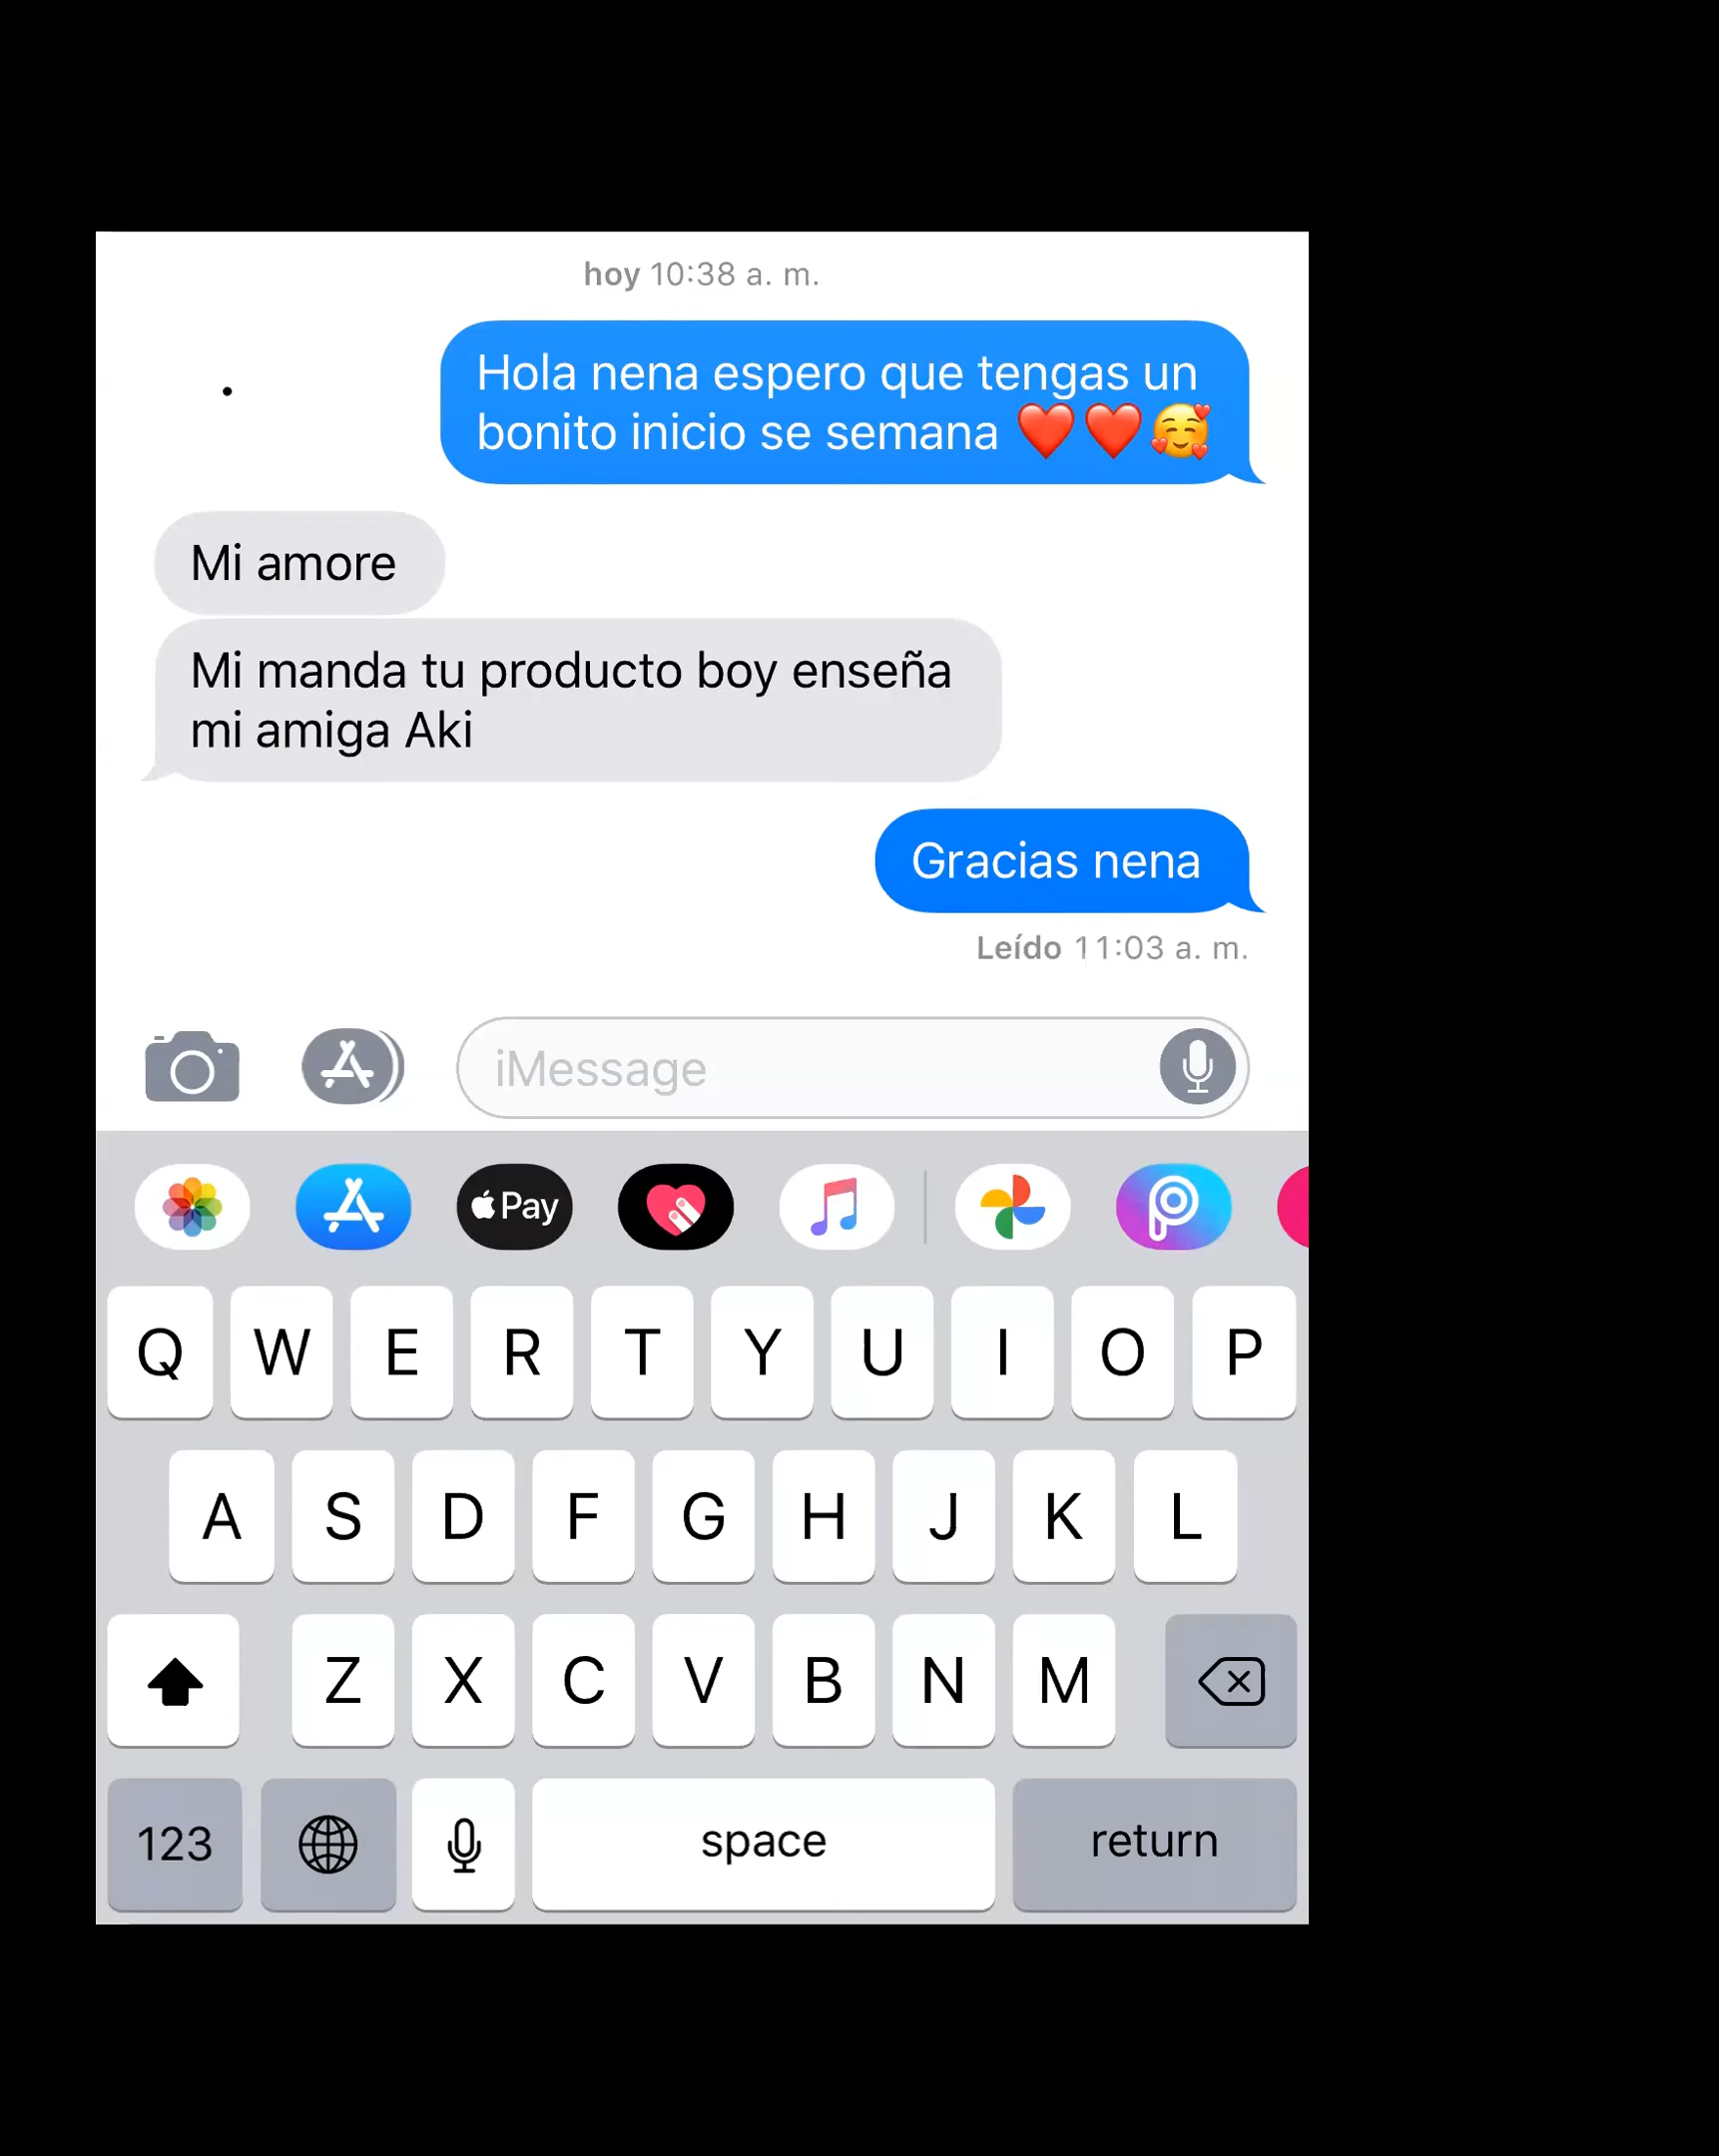 hoy 10:38 a. m.
Hola nena espero que tengas un
bonito inicio se semana ❤️❤️🥰
Mi amore
Mi manda tu producto boy enseña
mi amiga Aki
Gracias nena
Leído 11:03 a. m.
iMessage
Pay
Q W E R T Y U I O P
A S D F G H J K L
Z X C V B N M
123 space return